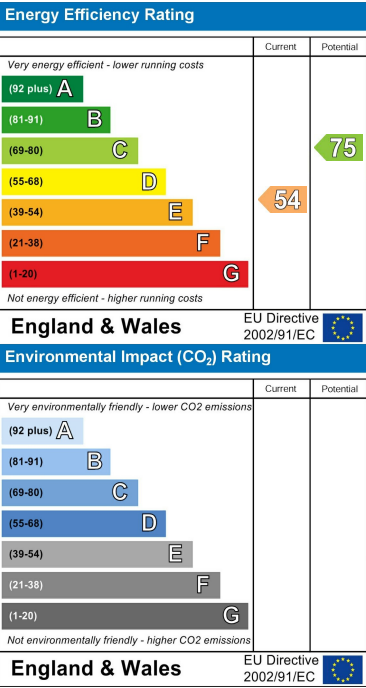 Energy Efficiency Rating
Current Potential
Very energy efficient - lower running costs
(92 plus) A
(81-91) B
(69-80) C
75
(55-68) D
54
(39-54) E
(21-38) F
(1-20) G
Not energy efficient - higher running costs
England & Wales
EU Directive
2002/91/EC
Environmental Impact (CO₂) Rating
Current Potential
Very environmentally friendly - lower CO2 emissions
(92 plus) A
(81-91) B
(69-80) C
(55-68) D
(39-54) E
(21-38) F
(1-20) G
Not environmentally friendly - higher CO2 emissions
England & Wales
EU Directive
2002/91/EC